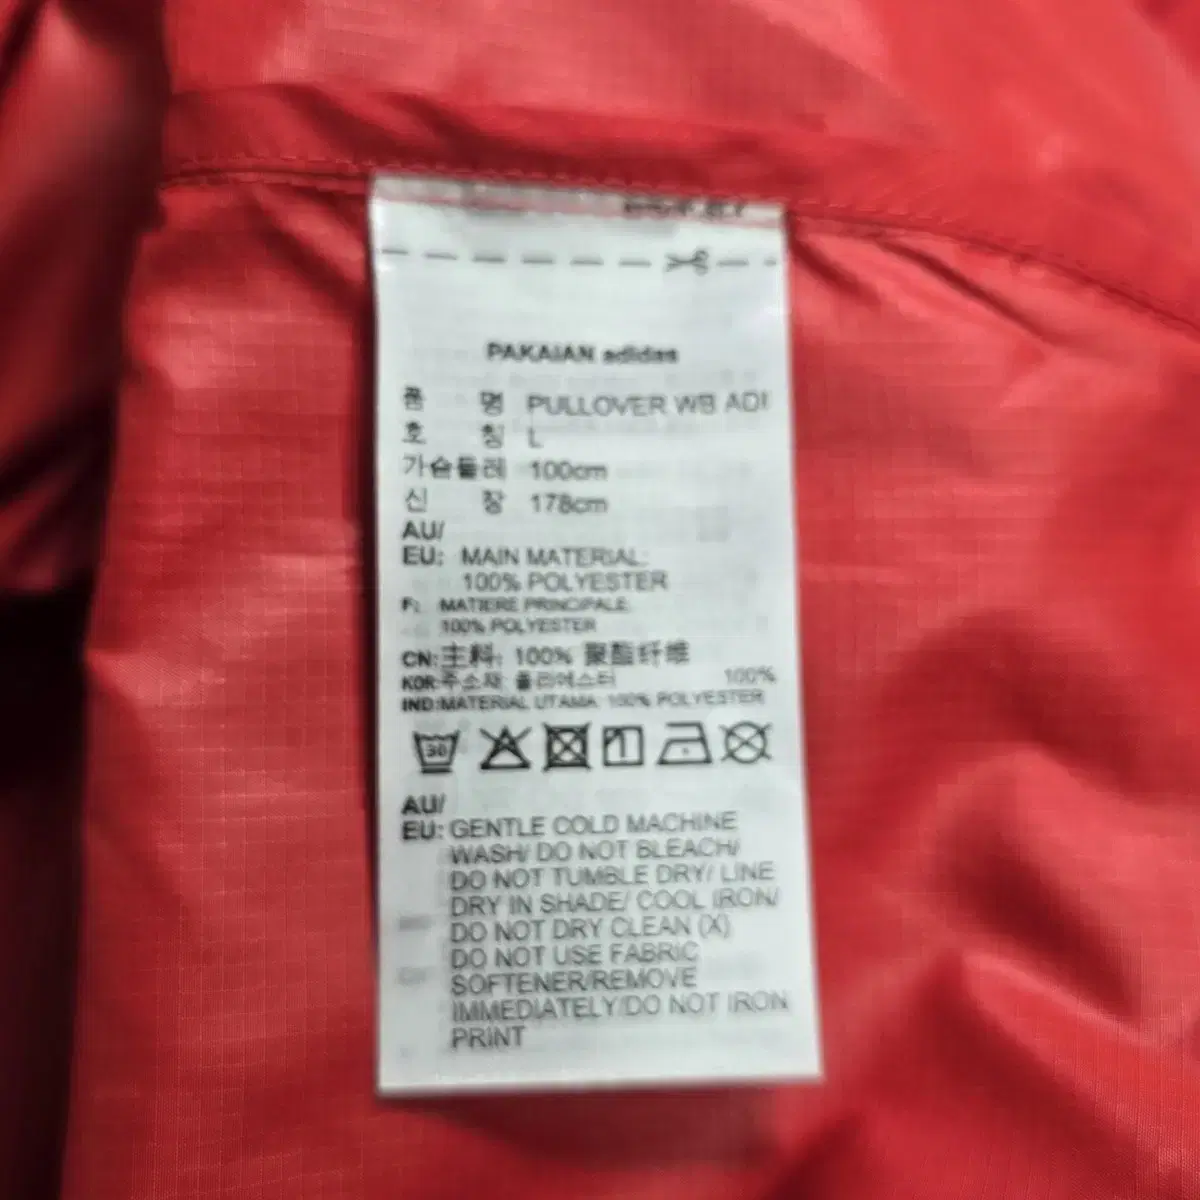 PAKAIAN adidas
품 명 PULLOVER WB ADI
호 칭 L
가슴둘레 100cm
신 장 178cm
AU/
EU: MAIN MATERIAL:
100% POLYESTER
F: MATIERE PRINCIPALE:
100% POLYESTER
CN:主料: 100% 聚酯纤维
KOR:주소재: 폴리에스터 100%
IND:MATERIAL UTAMA: 100% POLYESTER
30
AU/
EU: GENTLE COLD MACHINE
WASH/ DO NOT BLEACH/
DO NOT TUMBLE DRY/ LINE
DRY IN SHADE/ COOL IRON/
DO NOT DRY CLEAN (X)
DO NOT USE FABRIC
SOFTENER/REMOVE
IMMEDIATELY/DO NOT IRON
PRINT